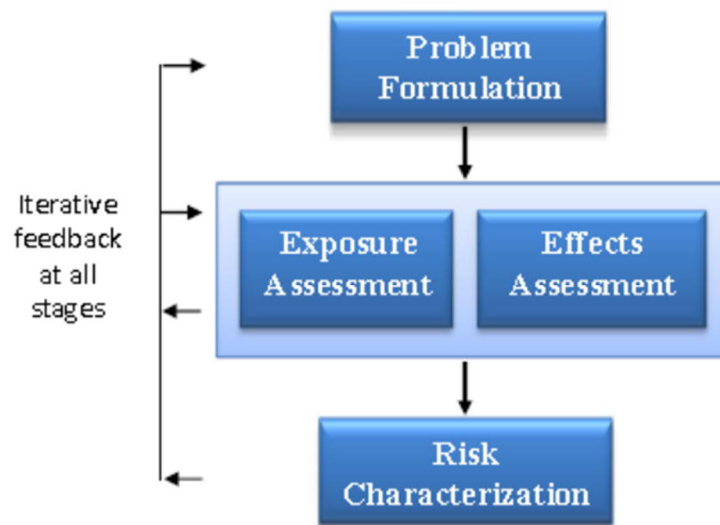 Problem
Formulation
Iterative
feedback
at all
stages
Exposure
Assessment
Effects
Assessment
Risk
Characterization